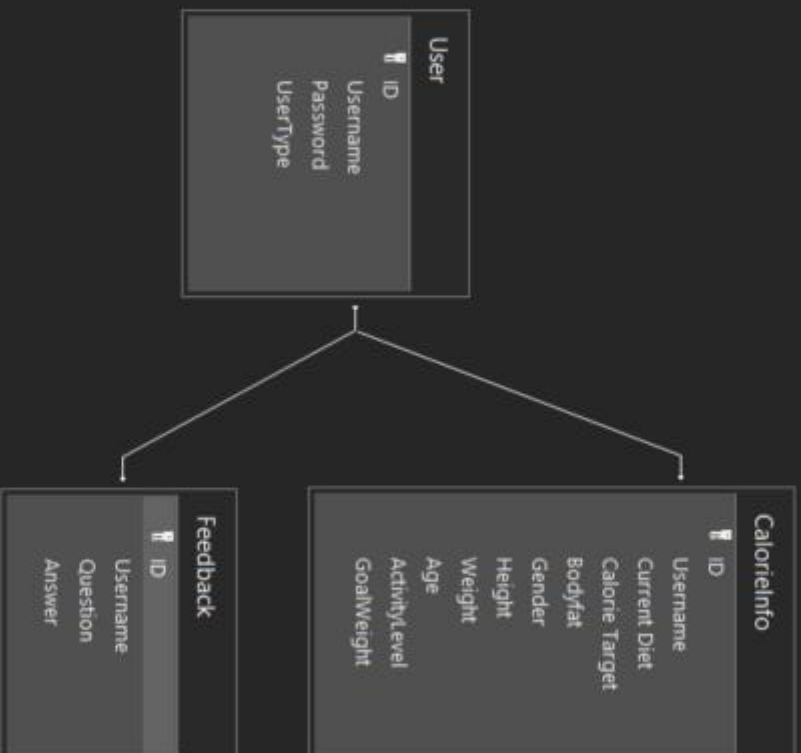 User
ID
Username
Password
UserType
CalorieInfo
ID
Username
Current Diet
Calorie Target
Bodyfat
Gender
Height
Weight
Age
ActivityLevel
GoalWeight
Feedback
ID
Username
Question
Answer